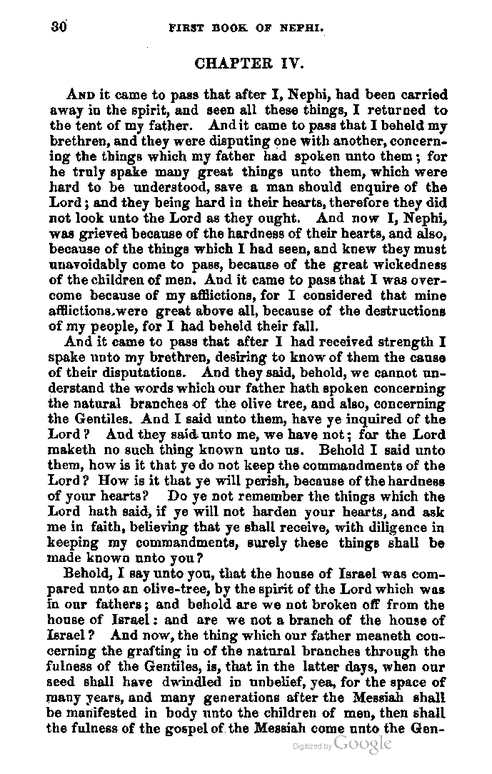 30 FIRST BOOK OF NEPHI.
CHAPTER IV.
AND it came to pass that after I, Nephi, had been carried
away in the spirit, and seen all these things, I returned to
the tent of my father. And it came to pass that I beheld my
brethren, and they were disputing one with another, concern-
ing the things which my father had spoken unto them; for
he truly spake many great things unto them, which were
hard to be understood, save a man should enquire of the
Lord; and they being hard in their hearts, therefore they did
not look unto the Lord as they ought. And now I, Nephi,
was grieved because of the hardness of their hearts, and also,
because of the things which I had seen, and knew they must
unavoidably come to pass, because of the great wickedness
of the children of men. And it came to pass that I was over-
come because of my afflictions, for I considered that mine
afflictions were great above all, because of the destructions
of my people, for I had beheld their fall.
And it came to pass that after I had received strength I
spake unto my brethren, desiring to know of them the cause
of their disputations. And they said, behold, we cannot un-
derstand the words which our father hath spoken concerning
the natural branches of the olive tree, and also, concerning
the Gentiles. And I said unto them, have ye inquired of the
Lord? And they said unto me, we have not; for the Lord
maketh no such thing known unto us. Behold I said unto
them, how is it that ye do not keep the commandments of the
Lord? How is it that ye will perish, because of the hardness
of your hearts? Do ye not remember the things which the
Lord hath said, if ye will not harden your hearts, and ask
me in faith, believing that ye shall receive, with diligence in
keeping my commandments, surely these things shall be
made known unto you?
Behold, I say unto you, that the house of Israel was com-
pared unto an olive-tree, by the spirit of the Lord which was
in our fathers; and behold are we not broken off from the
house of Israel: and are we not a branch of the house of
Israel? And now, the thing which our father meaneth con-
cerning the grafting in of the natural branches through the
fulness of the Gentiles, is, that in the latter days, when our
seed shall have dwindled in unbelief, yea, for the space of
many years, and many generations after the Messiah shall
be manifested in body unto the children of men, then shall
the fulness of the gospel of the Messiah come unto the Gen-
Digitized by Google